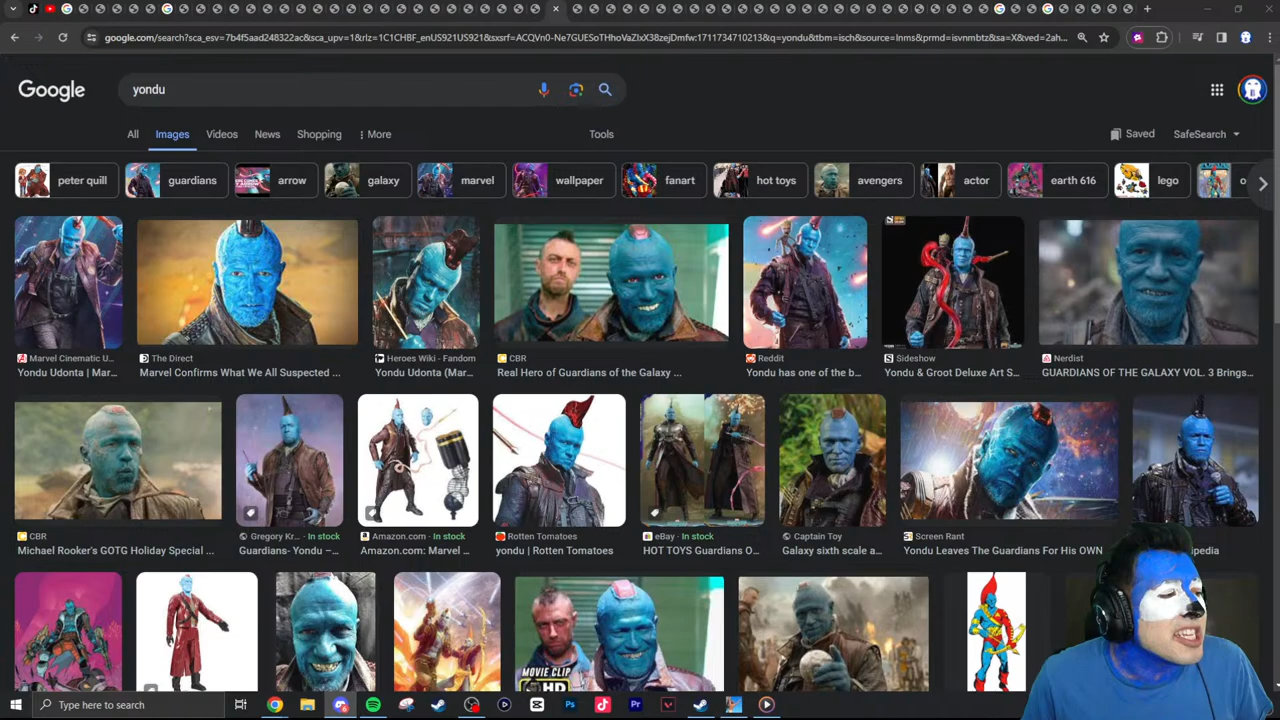 google.com/search?sca_esv=7b4f5aad248322ac&sca_upv=1&rlz=1C1CHBF_enUS921US921&sxsrf=ACQVn0-Ne7GUESoTHhoVaZlxX38zejDmfw:1711734710213&q=yondu&tbm=isch&source=lnms&prmd=isvnmbtz&sa=X&ved=2ah...
Google
yondu
All Images Videos News Shopping More Tools Saved SafeSearch
peter quill guardians arrow galaxy marvel wallpaper fanart hot toys avengers actor earth 616 lego
Marvel Cinematic U... The Direct Heroes Wiki - Fandom CBR Reddit Sideshow Nerdist
Yondu Udonta | Mar... Marvel Confirms What We All Suspected ... Yondu Udonta (Mar... Real Hero of Guardians of the Galaxy ... Yondu has one of the b... Yondu & Groot Deluxe Art S... GUARDIANS OF THE GALAXY VOL. 3 Brings...
CBR Gregory Kr... · In stock Amazon.com · In stock Rotten Tomatoes eBay · In stock Captain Toy Screen Rant
Michael Rooker's GOTG Holiday Special ... Guardians- Yondu –... Amazon.com: Marvel ... yondu | Rotten Tomatoes HOT TOYS Guardians O... Galaxy sixth scale a... Yondu Leaves The Guardians For His OWN
MOVIE CLIP
HD
Type here to search